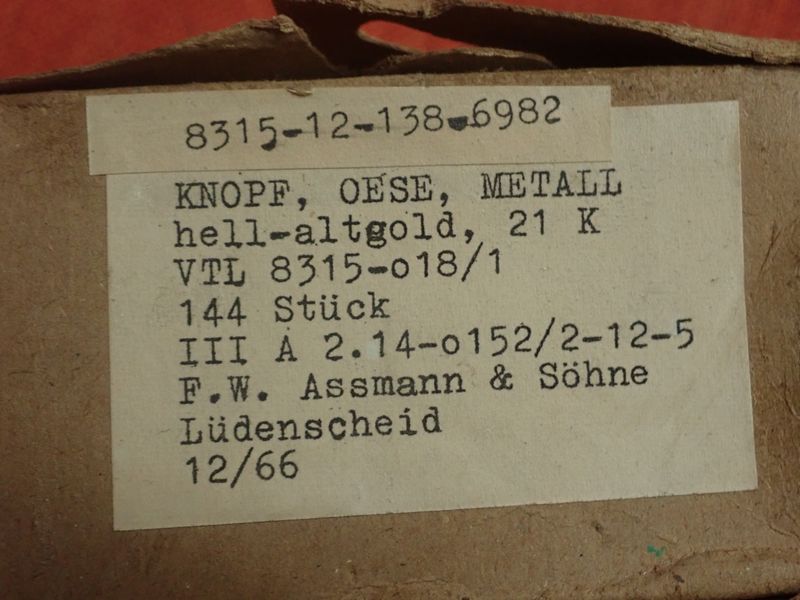 8315-12-138-6982
KNOPF, OESE, METALL
hell-altgold, 21 K
VTL 8315-o18/1
144 Stück
III A 2.14-o152/2-12-5
F.W. Assmann & Söhne
Lüdenscheid
12/66